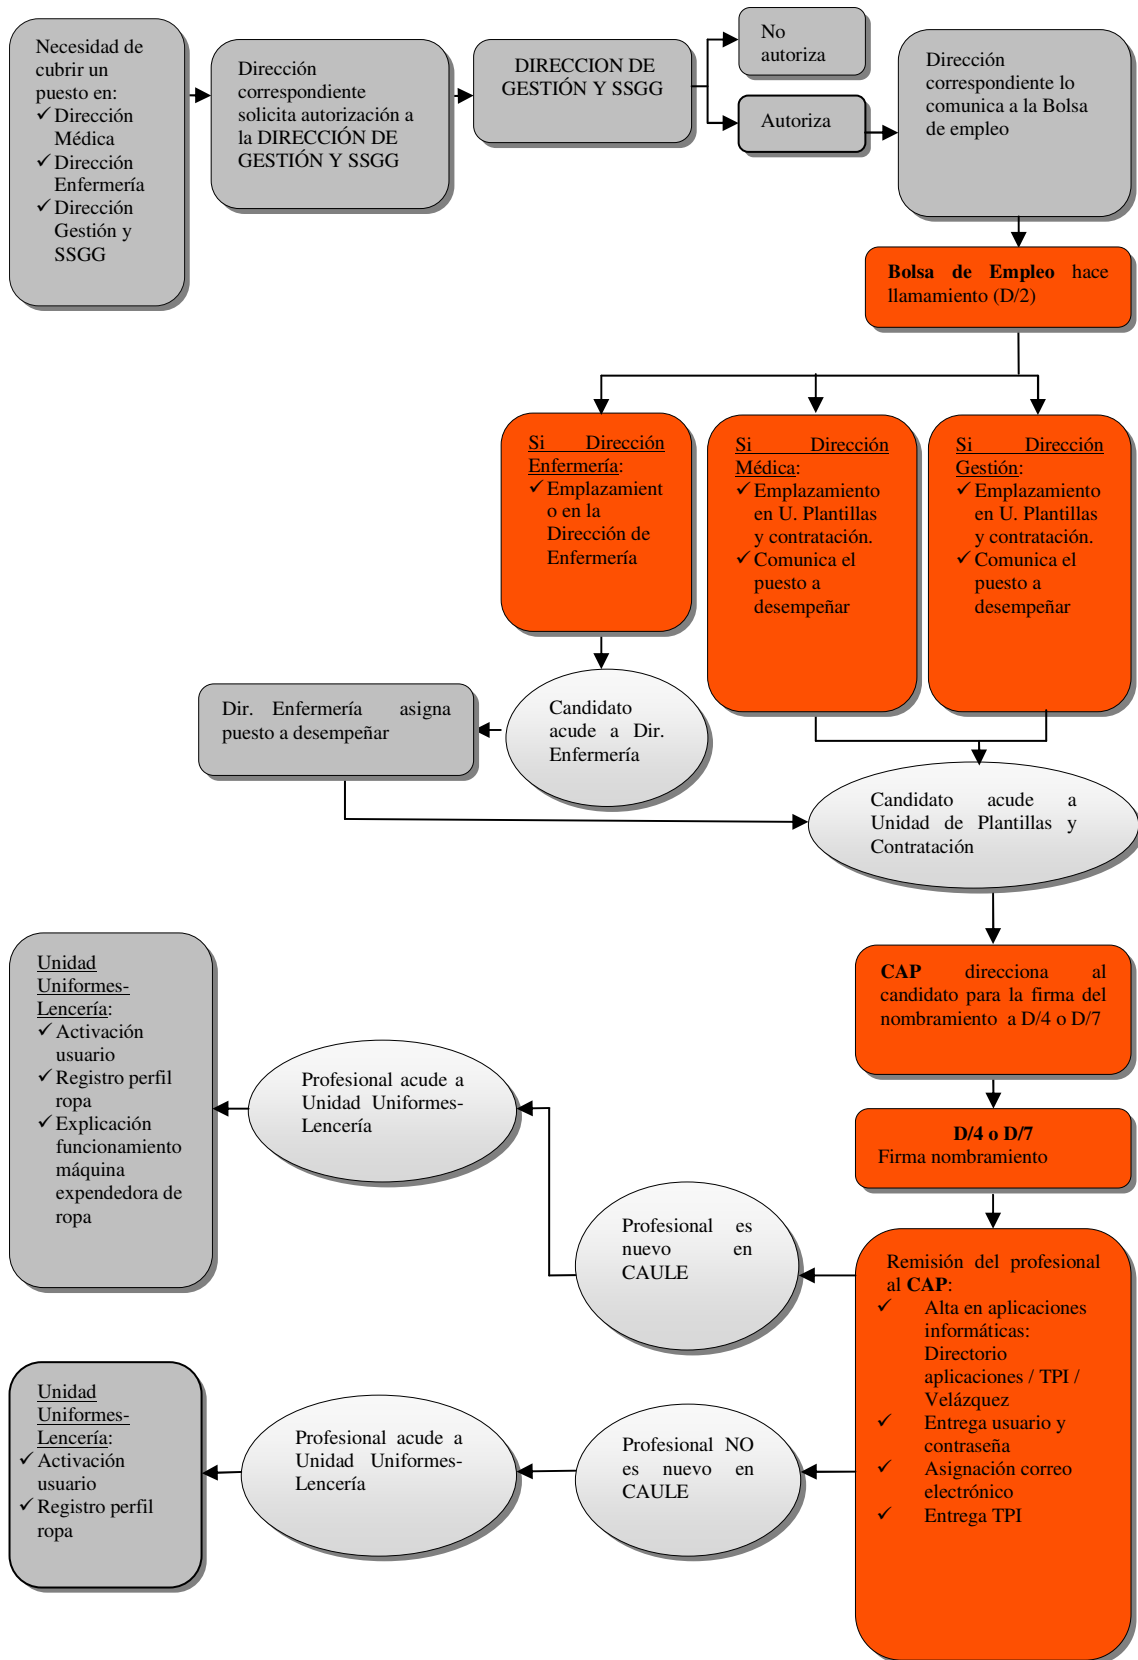 Necesidad de
cubrir un
puesto en:
✓ Dirección
Médica
✓ Dirección
Enfermería
✓ Dirección
Gestión y
SSGG
Dirección
correspondiente
solicita autorización a
la DIRECCIÓN DE
GESTIÓN Y SSGG
DIRECCION DE
GESTIÓN Y SSGG
No
autoriza
Autoriza
Dirección
correspondiente lo
comunica a la Bolsa
de empleo
Bolsa de Empleo hace
llamamiento (D/2)
Si Dirección
Enfermería:
✓ Emplazamient
o en la
Dirección de
Enfermería
Si Dirección
Médica:
✓ Emplazamiento
en U. Plantillas
y contratación.
✓ Comunica el
puesto a
desempeñar
Si Dirección
Gestión:
✓ Emplazamiento
en U. Plantillas
y contratación.
✓ Comunica el
puesto a
desempeñar
Candidato
acude a Dir.
Enfermería
Dir. Enfermería asigna
puesto a desempeñar
Candidato acude a
Unidad de Plantillas y
Contratación
CAP direcciona al
candidato para la firma del
nombramiento a D/4 o D/7
D/4 o D/7
Firma nombramiento
Remisión del profesional
al CAP:
✓ Alta en aplicaciones
informáticas:
Directorio
aplicaciones / TPI /
Velázquez
✓ Entrega usuario y
contraseña
✓ Asignación correo
electrónico
✓ Entrega TPI
Profesional es
nuevo en
CAULE
Profesional acude a
Unidad Uniformes-
Lencería
Unidad
Uniformes-
Lencería:
✓ Activación
usuario
✓ Registro perfil
ropa
✓ Explicación
funcionamiento
máquina
expendedora de
ropa
Profesional NO
es nuevo en
CAULE
Profesional acude a
Unidad Uniformes-
Lencería
Unidad
Uniformes-
Lencería:
✓ Activación
usuario
✓ Registro perfil
ropa